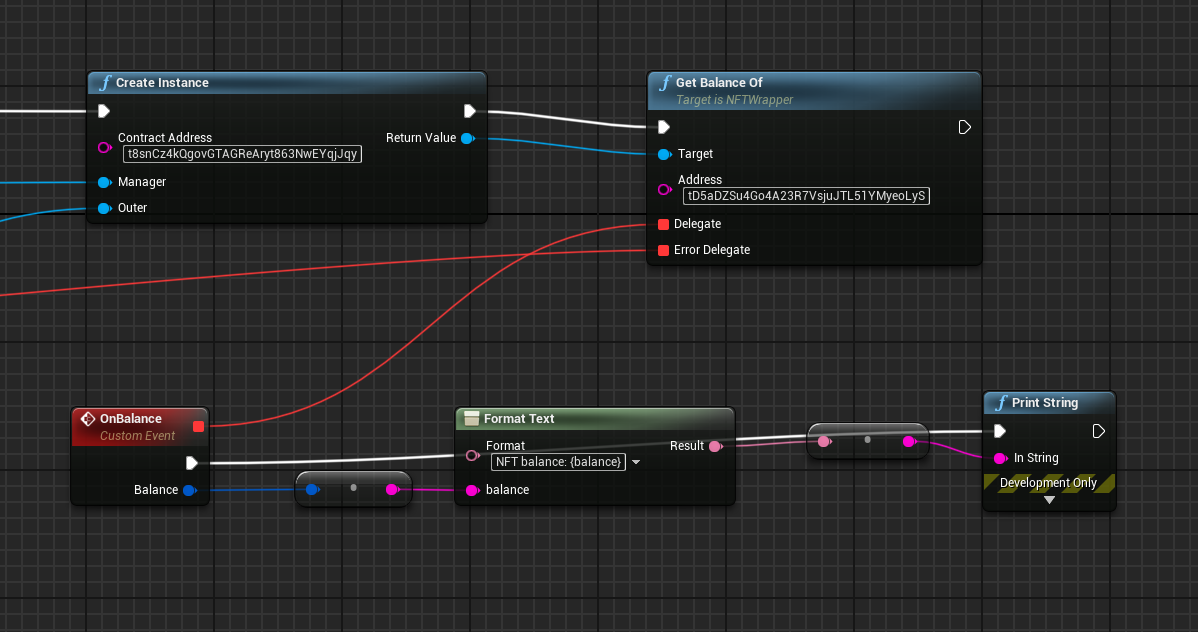 Create Instance
Contract Address
t8snCz4kQgovGTAGReAryt863NwEYqjJqy
Return Value
Manager
Outer
Get Balance Of
Target is NFTWrapper
Target
Address
tD5aDZSu4Go4A23R7VsjuJTL51YMyeoLyS
Delegate
Error Delegate
OnBalance
Custom Event
Balance
Format Text
Format
NFT balance: {balance}
Result
balance
Print String
In String
Development Only